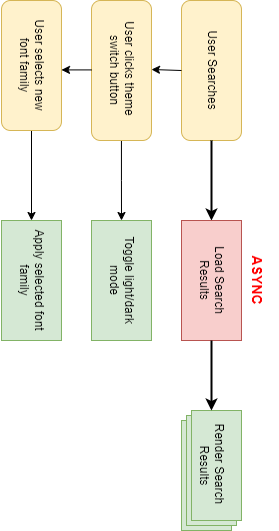 User Searches
User clicks theme
switch button
User selects new
font family
ASYNC
Load Search
Results
Toggle light/dark
mode
Apply selected font
family
Render Search
Results